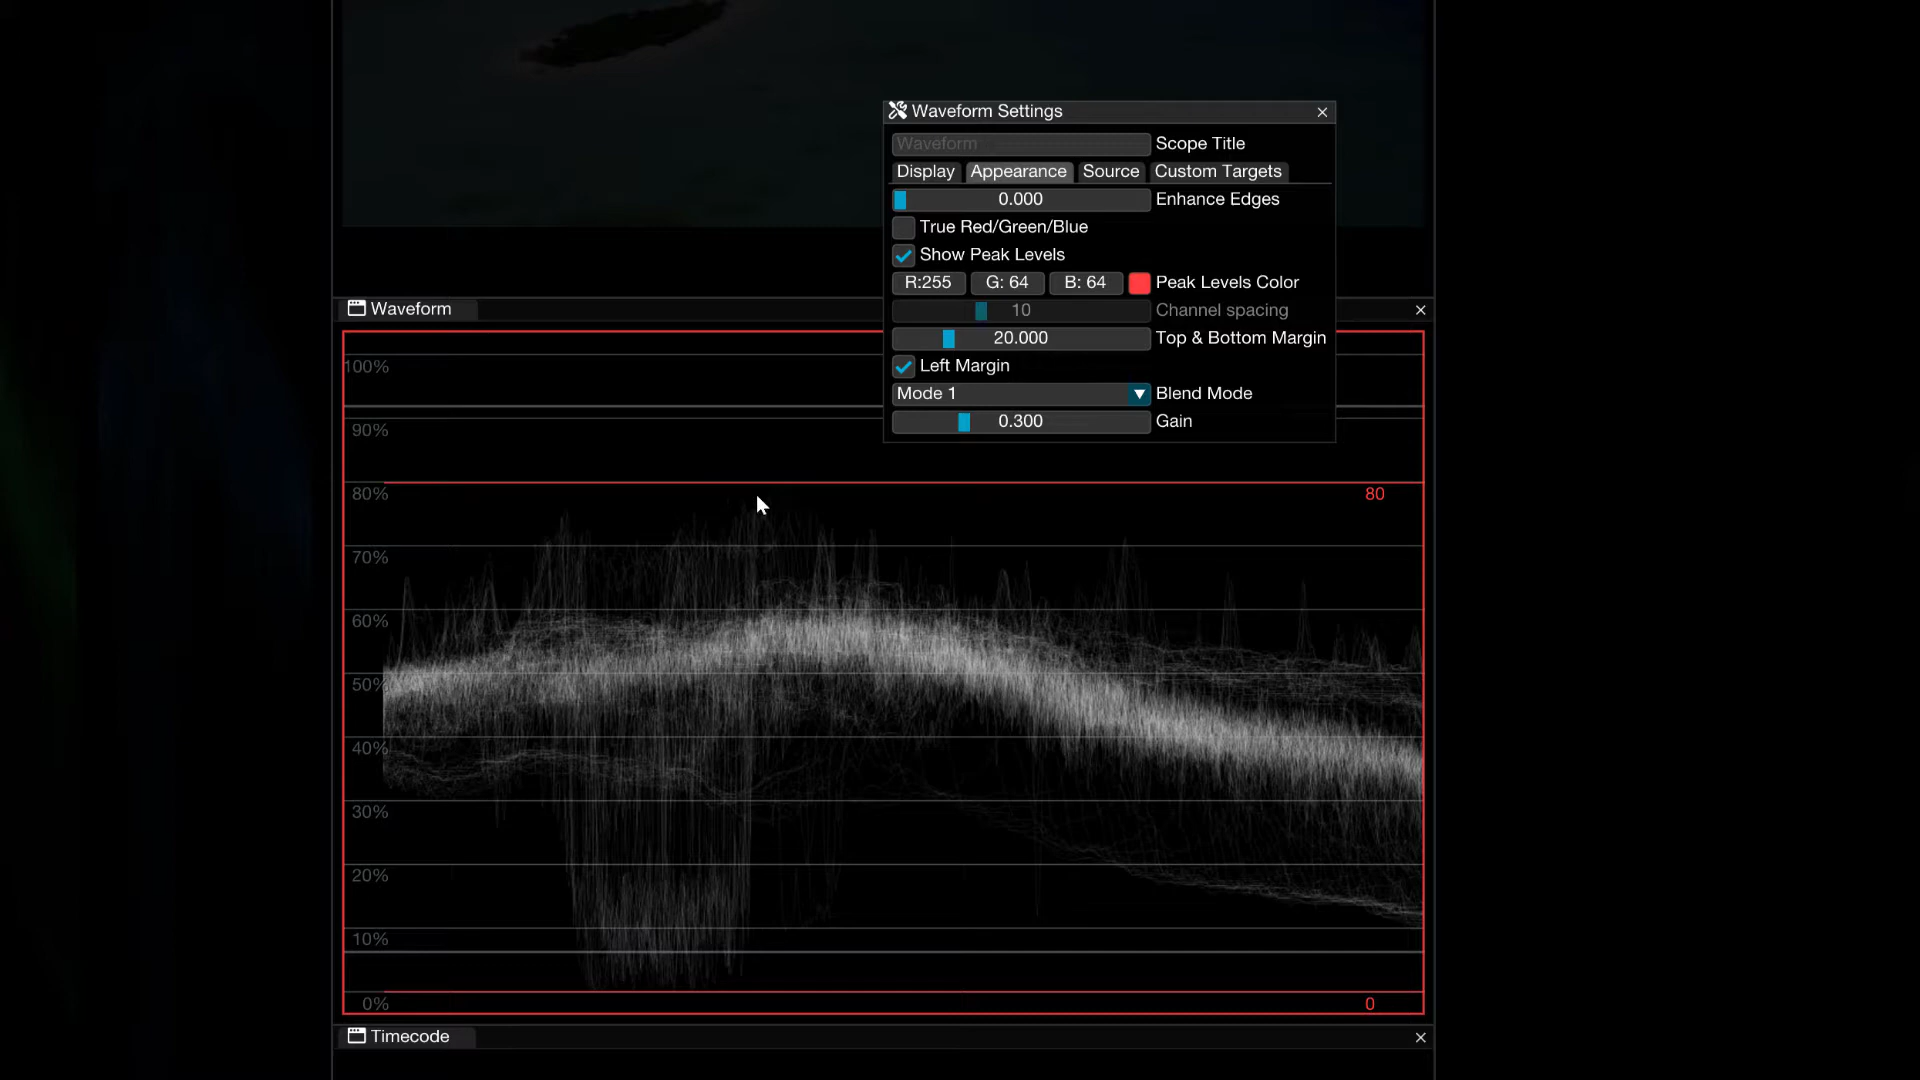 Waveform Settings
Waveform Scope Title
Display Appearance Source Custom Targets
0.000 Enhance Edges
True Red/Green/Blue
Show Peak Levels
R:255 G: 64 B: 64 Peak Levels Color
10 Channel spacing
20.000 Top & Bottom Margin
Left Margin
Mode 1 Blend Mode
0.300 Gain
Waveform
100%
90%
80% 80
70%
60%
50%
40%
30%
20%
10%
0% 0
Timecode